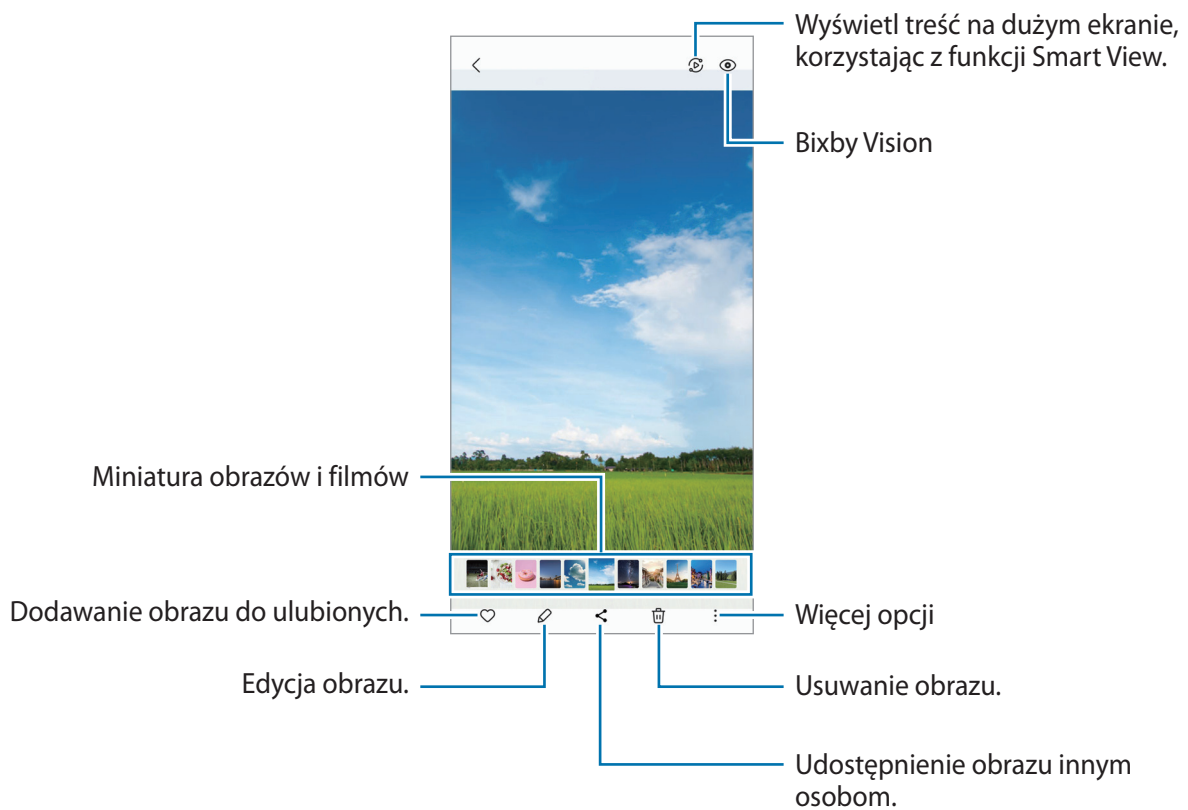 Wyświetl treść na dużym ekranie,
korzystając z funkcji Smart View.
Bixby Vision
Miniatura obrazów i filmów
Dodawanie obrazu do ulubionych.
Więcej opcji
Edycja obrazu.
Usuwanie obrazu.
Udostępnienie obrazu innym
osobom.